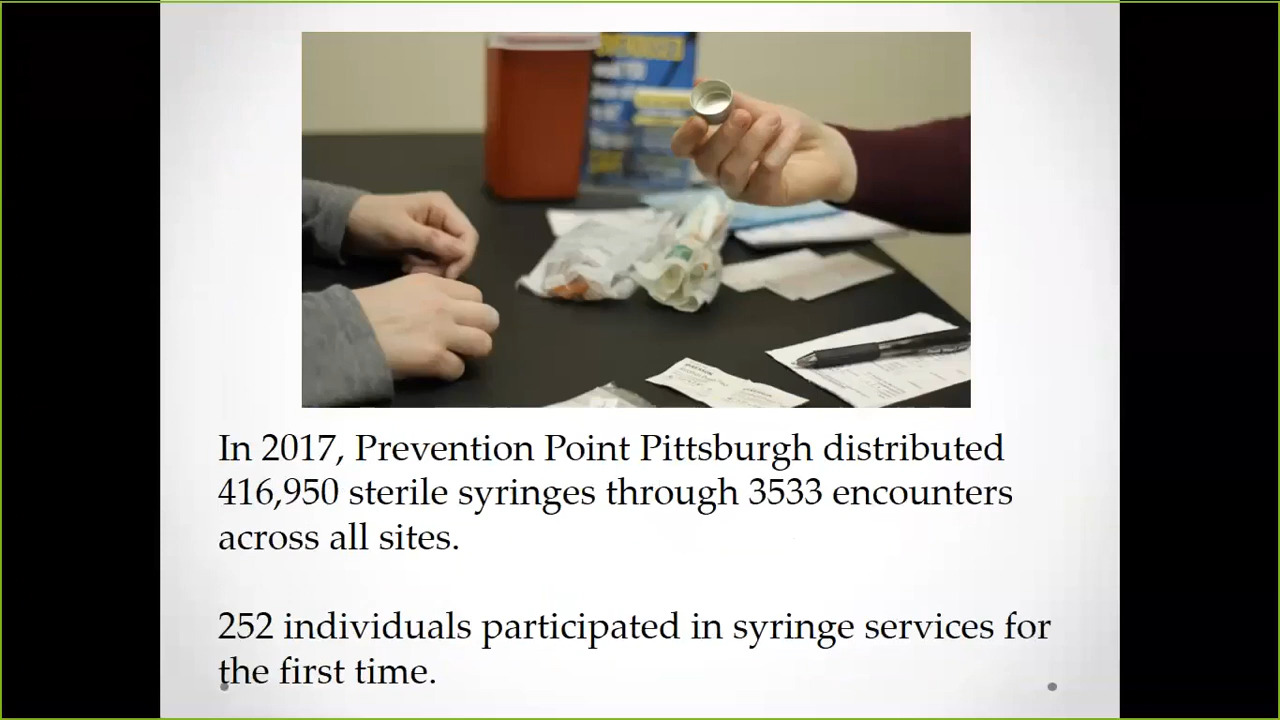 In 2017, Prevention Point Pittsburgh distributed
416,950 sterile syringes through 3533 encounters
across all sites.
252 individuals participated in syringe services for
the first time.